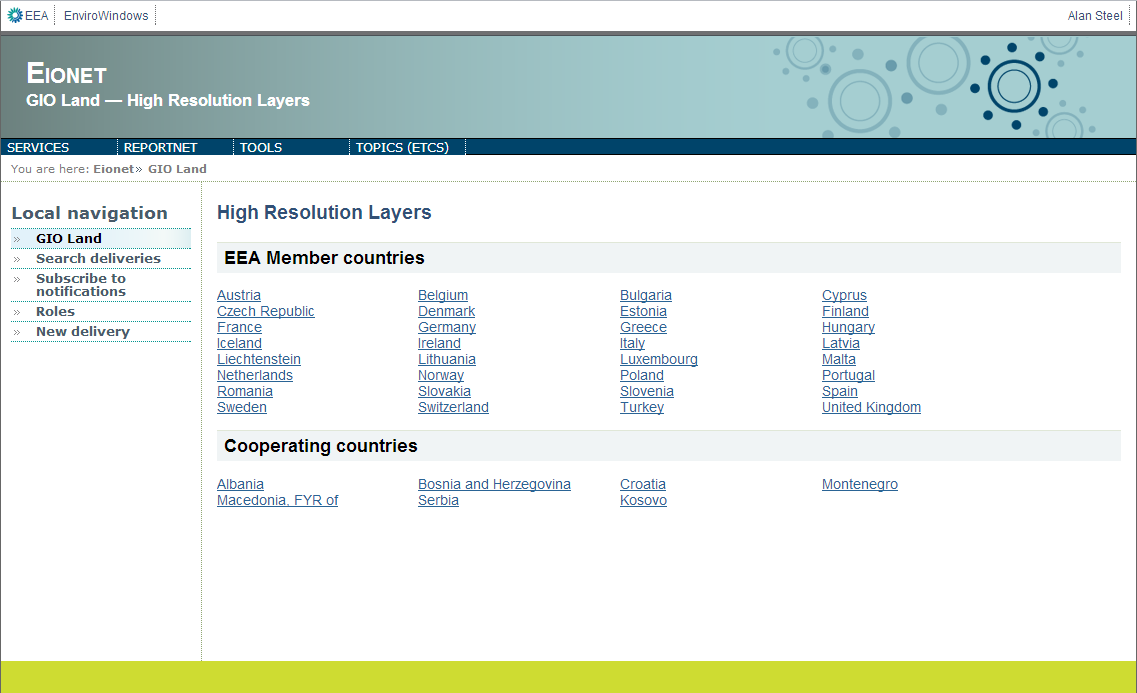 EEA EnviroWindows Alan Steel
EIONET
GIO Land — High Resolution Layers
SERVICES REPORTNET TOOLS TOPICS (ETCS)
You are here: Eionet» GIO Land
Local navigation
» GIO Land
» Search deliveries
» Subscribe to
notifications
» Roles
» New delivery
High Resolution Layers
EEA Member countries
Austria Belgium Bulgaria Cyprus
Czech Republic Denmark Estonia Finland
France Germany Greece Hungary
Iceland Ireland Italy Latvia
Liechtenstein Lithuania Luxembourg Malta
Netherlands Norway Poland Portugal
Romania Slovakia Slovenia Spain
Sweden Switzerland Turkey United Kingdom
Cooperating countries
Albania Bosnia and Herzegovina Croatia Montenegro
Macedonia, FYR of Serbia Kosovo